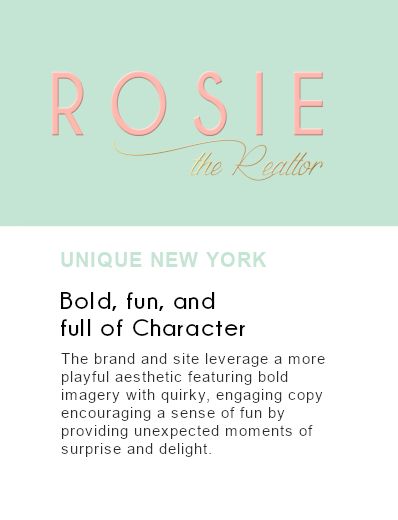 ROSIE
the Realtor
UNIQUE NEW YORK
Bold, fun, and
full of Character
The brand and site leverage a more
playful aesthetic featuring bold
imagery with quirky, engaging copy
encouraging a sense of fun by
providing unexpected moments of
surprise and delight.